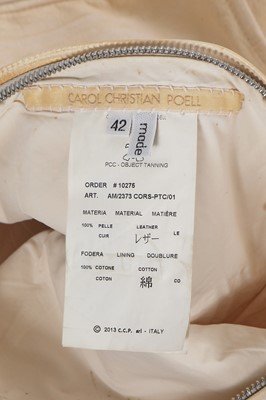 CAROL CHRISTIAN POELL
42
made
PCC - OBJECT TANNING
ORDER # 10275
ART. AM/2373 CORS-PTC/01
MATERIA MATERIAL MATIÈRE
100% PELLE LEATHER LE
CUIR レザー
FODERA LINING DOUBLURE
100% COTONE COTTON CO
COTON 綿
© 2013 C.C.P. srl - ITALY